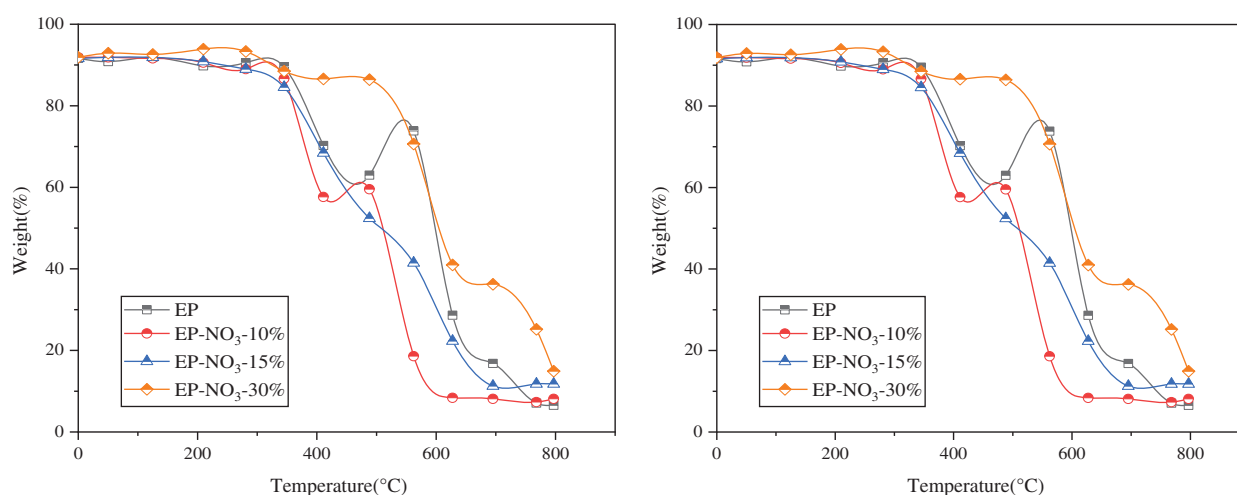 100
80
60
40
20
0
Weight(%)
EP
EP-NO₃-10%
EP-NO₃-15%
EP-NO₃-30%
0 200 400 600 800
Temperature(°C)
100
80
60
40
20
0
Weight(%)
EP
EP-NO₃-10%
EP-NO₃-15%
EP-NO₃-30%
0 200 400 600 800
Temperature(°C)